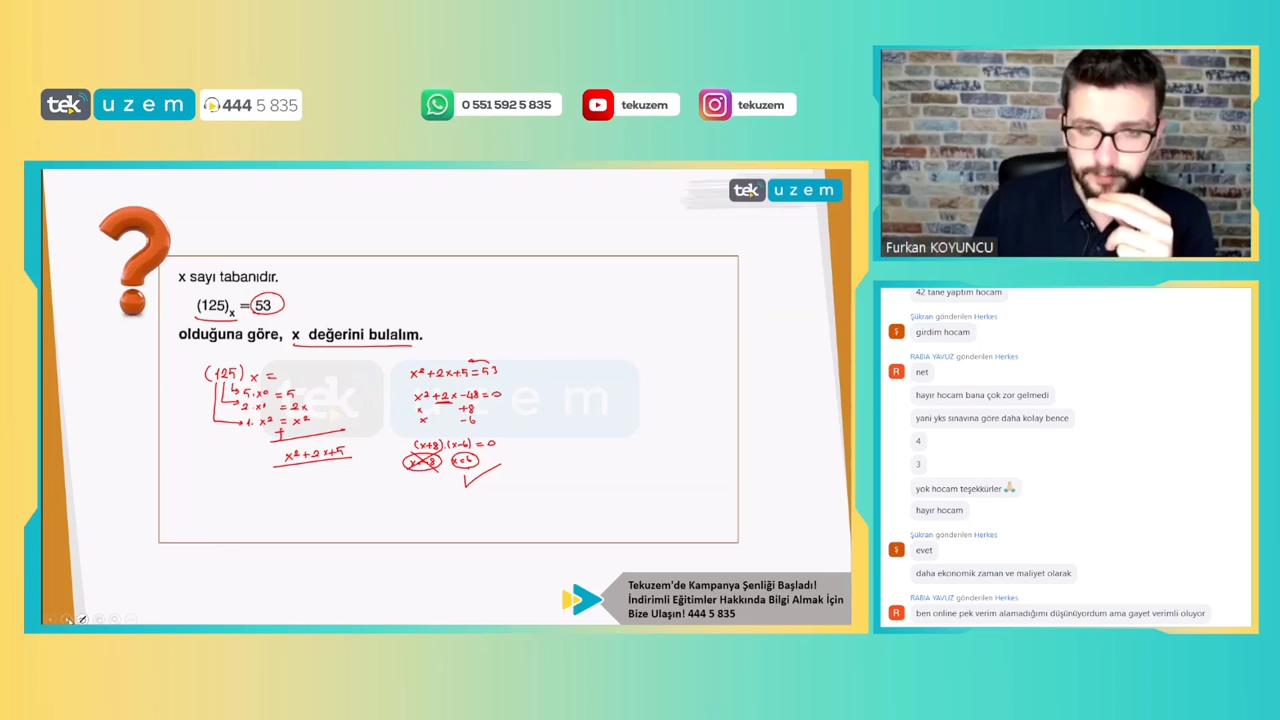 tek uzem 444 5 835
0 551 592 5 835
tekuzem
tekuzem
tek uzem
x sayı tabanıdır.
(125)x = 53
olduğuna göre, x değerini bulalım.
(125)x =
5.x⁰ = 5
2.x¹ = 2x
1.x² = x²
+
x²+2x+5
x²+2x+5=53
x²+2x-48=0
x +8
x -6
(x+8).(x-6)=0
x=-8 x=6
tek uzem
Tekuzem'de Kampanya Şenliği Başladı!
İndirimli Eğitimler Hakkında Bilgi Almak İçin
Bize Ulaşın! 444 5 835
Furkan KOYUNCU
42 tane yaptım hocam
Şükran gönderilen Herkes
Ş girdim hocam
RABIA YAVUZ gönderilen Herkes
R net
hayır hocam bana çok zor gelmedi
yani yks sınavına göre daha kolay bence
4
3
yok hocam teşekkürler 🙏🏼
hayır hocam
Şükran gönderilen Herkes
Ş evet
daha ekonomik zaman ve maliyet olarak
RABIA YAVUZ gönderilen Herkes
R ben online pek verim alamadığımı düşünüyordum ama gayet verimli oluyor